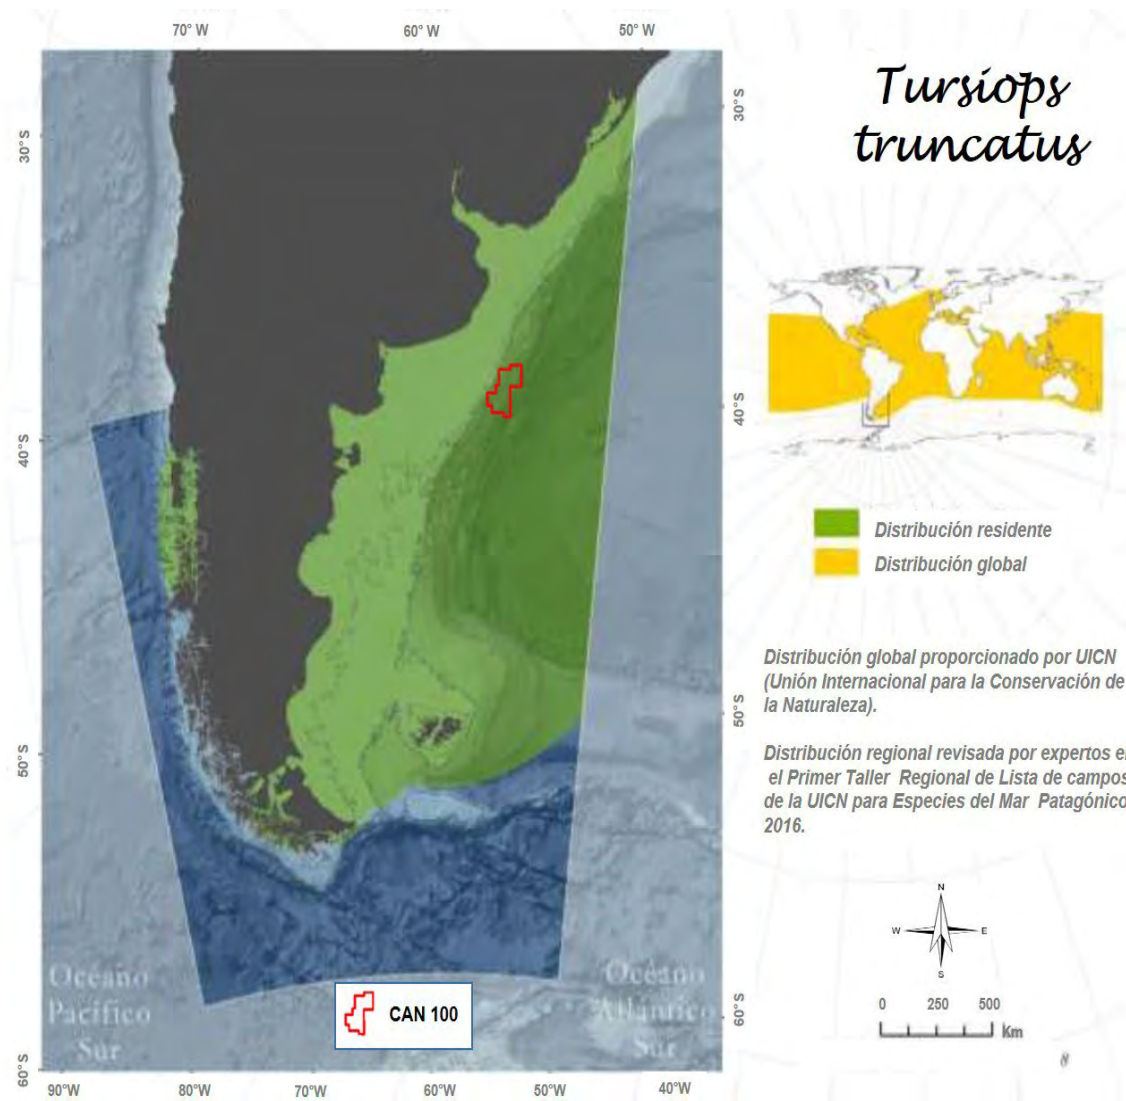 70° W 60° W 50° W
Tursiops
truncatus
30°S 30°S
40°S 40°S
Distribución residente
Distribución global
Distribución global proporcionado por UICN
(Unión Internacional para la Conservación de
la Naturaleza).
50°S 50°S
Distribución regional revisada por expertos en
el Primer Taller Regional de Lista de campos
de la UICN para Especies del Mar Patagónico
2016.
N
W E
S
Océano
Pacífico
Sur
Océano
Atlántico
Sur
CAN 100
0 250 500
Km
60°S 60°S
90°W 80°W 70°W 60°W 50°W 40°W
8